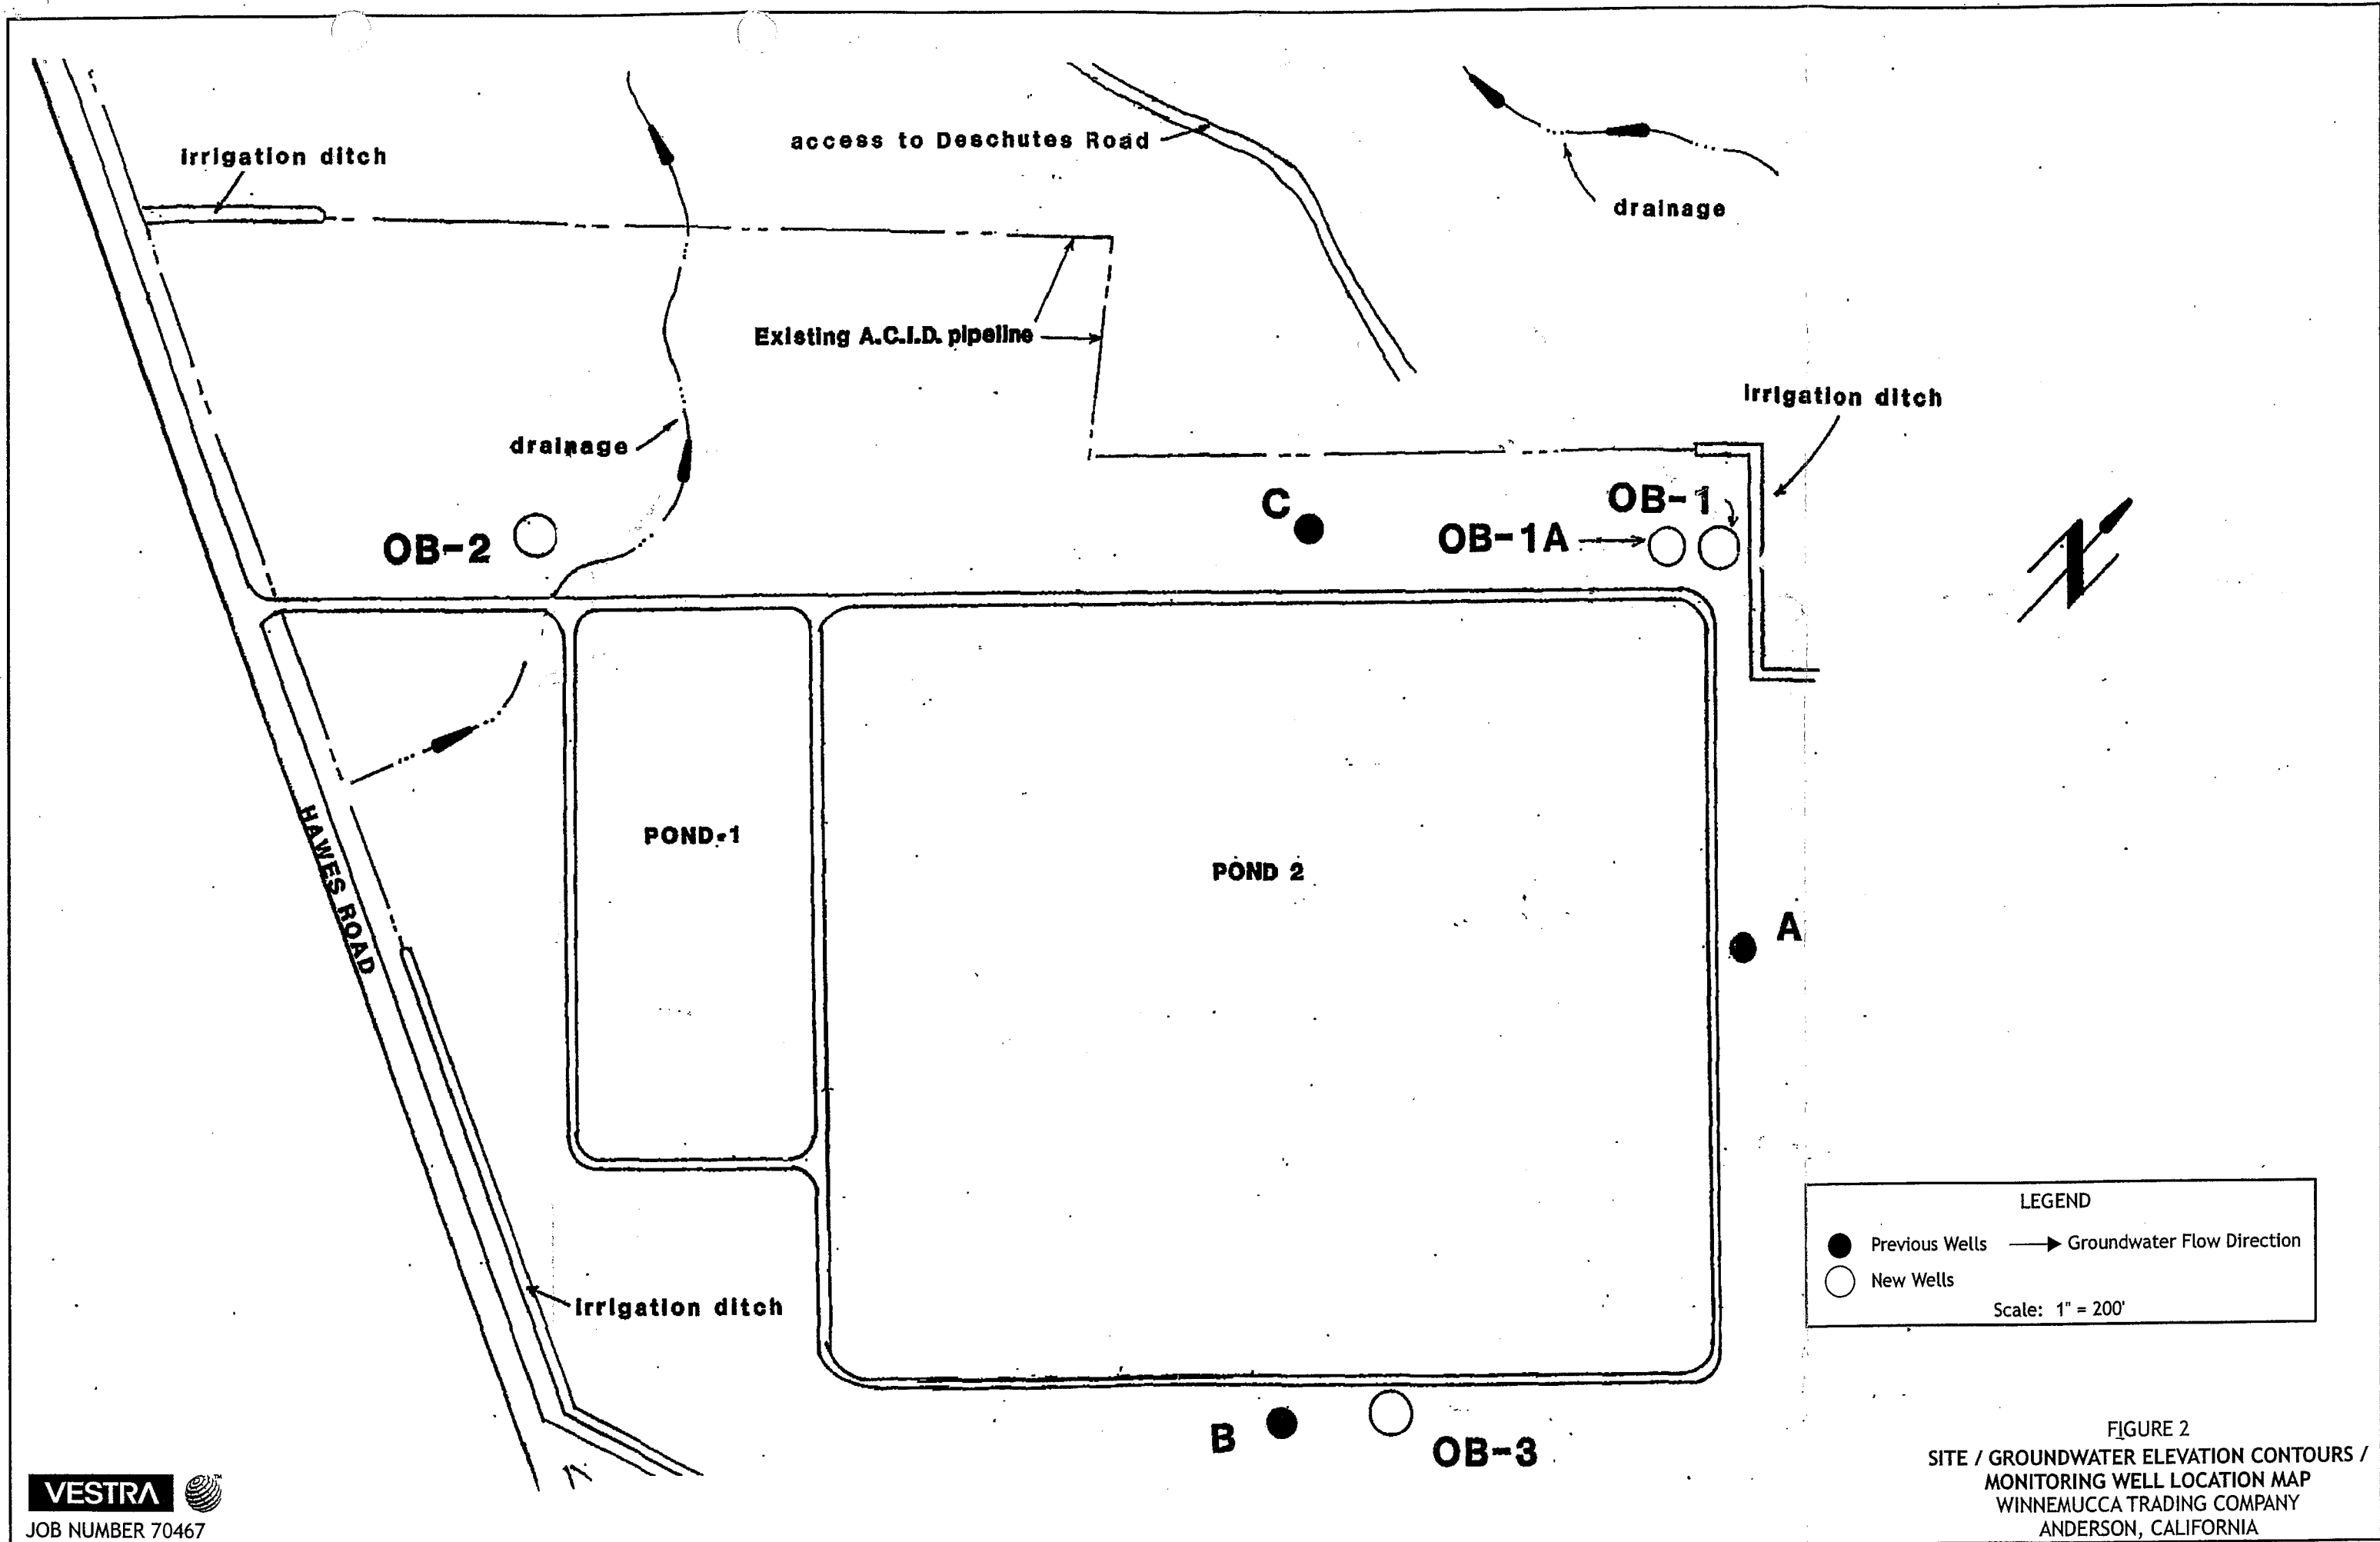 irrigation ditch
access to Deschutes Road
drainage
Existing A.C.I.D. pipeline
irrigation ditch
drainage
C
OB-1
OB-1A
OB-2
N
POND-1
POND 2
HAWES ROAD
A
irrigation ditch
B
OB-3
LEGEND
Previous Wells
Groundwater Flow Direction
New Wells
Scale: 1" = 200'
VESTRA
JOB NUMBER 70467
FIGURE 2
SITE / GROUNDWATER ELEVATION CONTOURS /
MONITORING WELL LOCATION MAP
WINNEMUCCA TRADING COMPANY
ANDERSON, CALIFORNIA